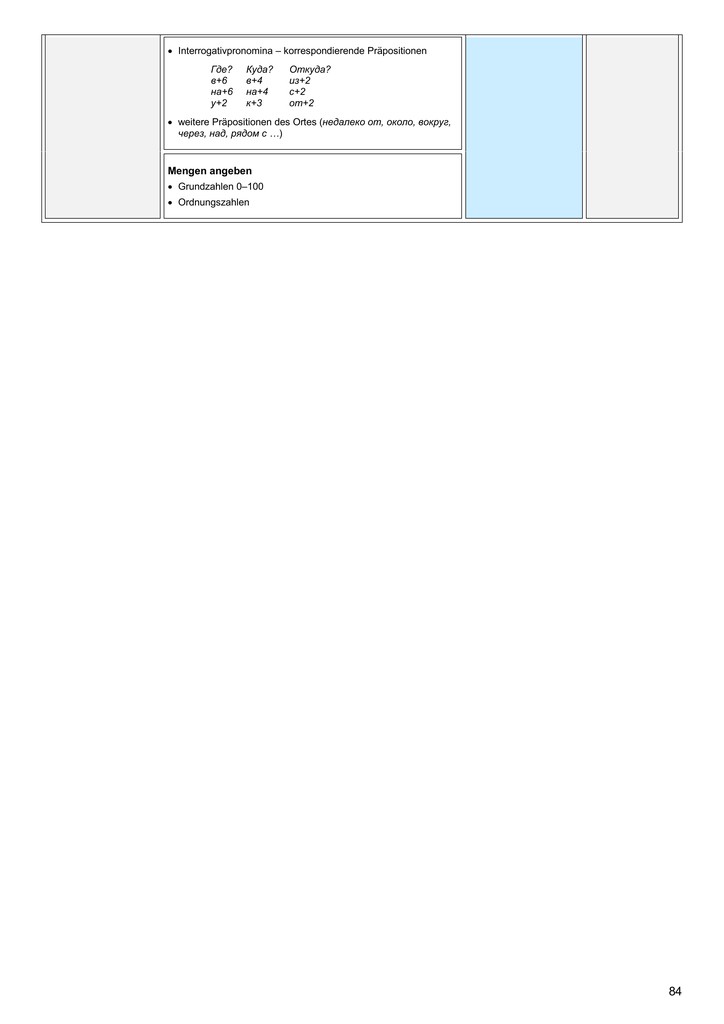 • Interrogativpronomina – korrespondierende Präpositionen
Где? Куда? Откуда?
в+6 в+4 из+2
на+6 на+4 с+2
у+2 к+3 от+2
• weitere Präpositionen des Ortes (недалеко от, около, вокруг,
через, над, рядом с …)
Mengen angeben
• Grundzahlen 0–100
• Ordnungszahlen
84